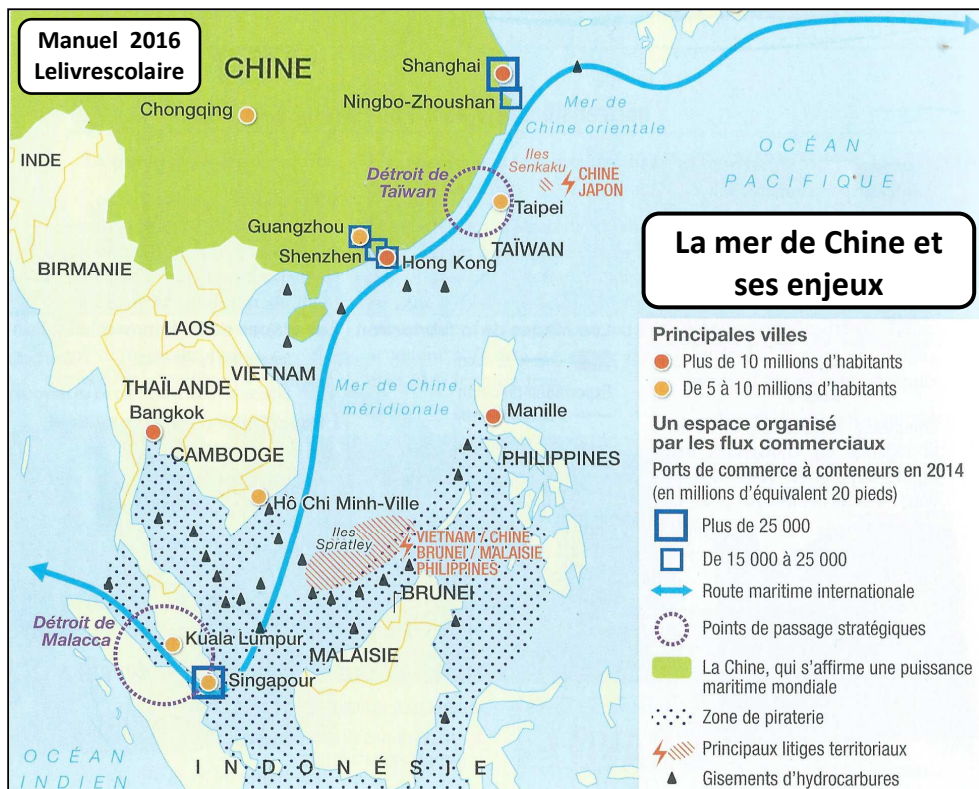 Manuel 2016
Lelivrescolaire
CHINE
Shanghai
Ningbo-Zhoushan
Chongqing
Mer de
Chine orientale
INDE
Iles
Senkaku
CHINE
JAPON
OCÉAN
PACIFIQUE
Détroit de
Taïwan
Taipei
TAÏWAN
Guangzhou
Shenzhen
Hong Kong
BIRMANIE
LAOS
VIETNAM
THAÏLANDE
Bangkok
Mer de Chine
méridionale
Manille
CAMBODGE
PHILIPPINES
Hô Chi Minh-Ville
Iles
Spratley
VIETNAM / CHINE
BRUNEI / MALAISIE
PHILIPPINES
BRUNEI
Détroit de
Malacca
Kuala Lumpur
MALAISIE
Singapour
OCÉAN
INDIEN
INDONÉSIE
La mer de Chine et
ses enjeux
Principales villes
Plus de 10 millions d'habitants
De 5 à 10 millions d'habitants
Un espace organisé
par les flux commerciaux
Ports de commerce à conteneurs en 2014
(en millions d'équivalent 20 pieds)
Plus de 25 000
De 15 000 à 25 000
Route maritime internationale
Points de passage stratégiques
La Chine, qui s'affirme une puissance
maritime mondiale
Zone de piraterie
Principaux litiges territoriaux
Gisements d'hydrocarbures